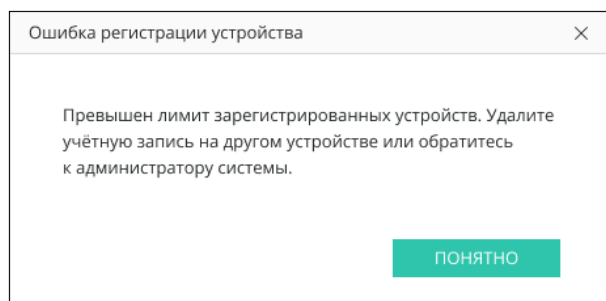 Ошибка регистрации устройства
Превышен лимит зарегистрированных устройств. Удалите
учётную запись на другом устройстве или обратитесь
к администратору системы.
ПОНЯТНО